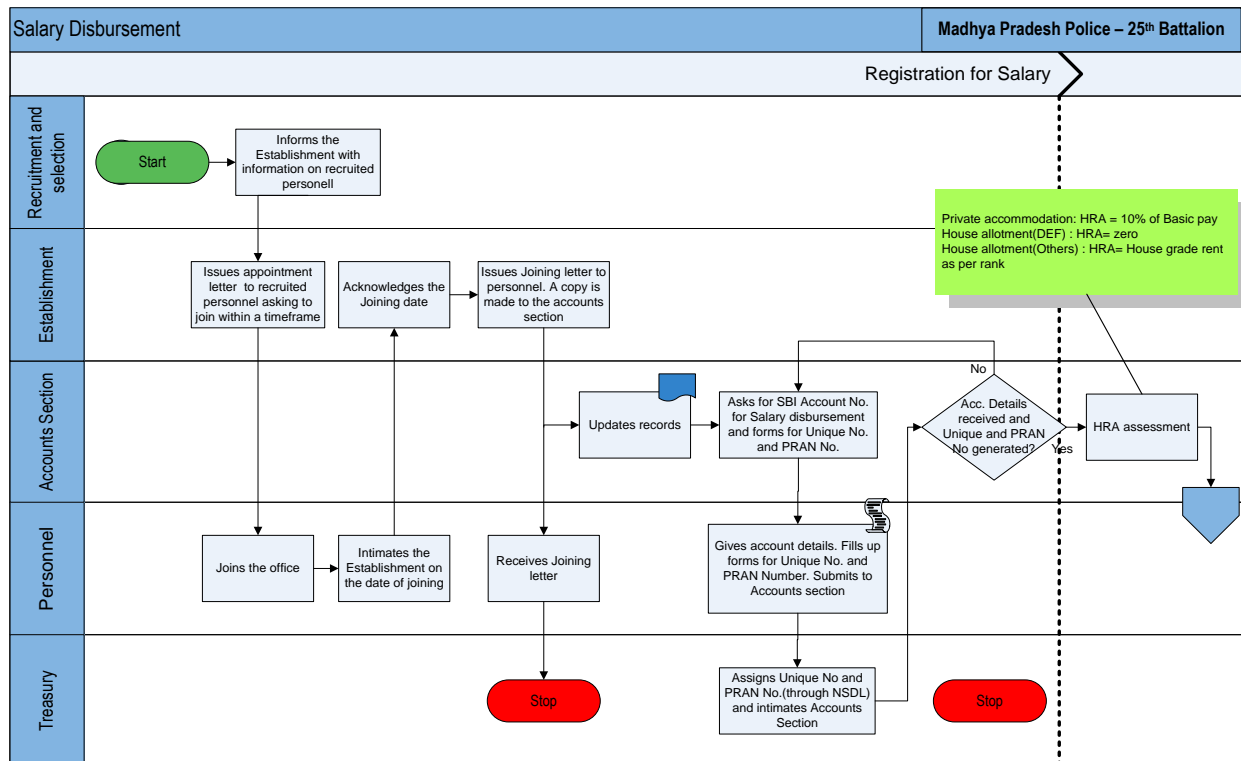 Salary Disbursement
Madhya Pradesh Police – 25th Battalion
Registration for Salary
Recruitment and
selection
Start
Informs the
Establishment with
information on recruited
personell
Private accommodation: HRA = 10% of Basic pay
House allotment(DEF) : HRA= zero
House allotment(Others) : HRA= House grade rent
as per rank
Establishment
Issues appointment
letter to recruited
personnel asking to
join within a timeframe
Acknowledges the
Joining date
Issues Joining letter to
personnel. A copy is
made to the accounts
section
Accounts Section
Updates records
Asks for SBI Account No.
for Salary disbursement
and forms for Unique No.
and PRAN No.
No
Acc. Details
received and
Unique and PRAN
No generated?
Yes
HRA assessment
Personnel
Joins the office
Intimates the
Establishment on
the date of joining
Receives Joining
letter
Gives account details. Fills up
forms for Unique No. and
PRAN Number. Submits to
Accounts section
Treasury
Stop
Assigns Unique No and
PRAN No.(through NSDL)
and intimates Accounts
Section
Stop